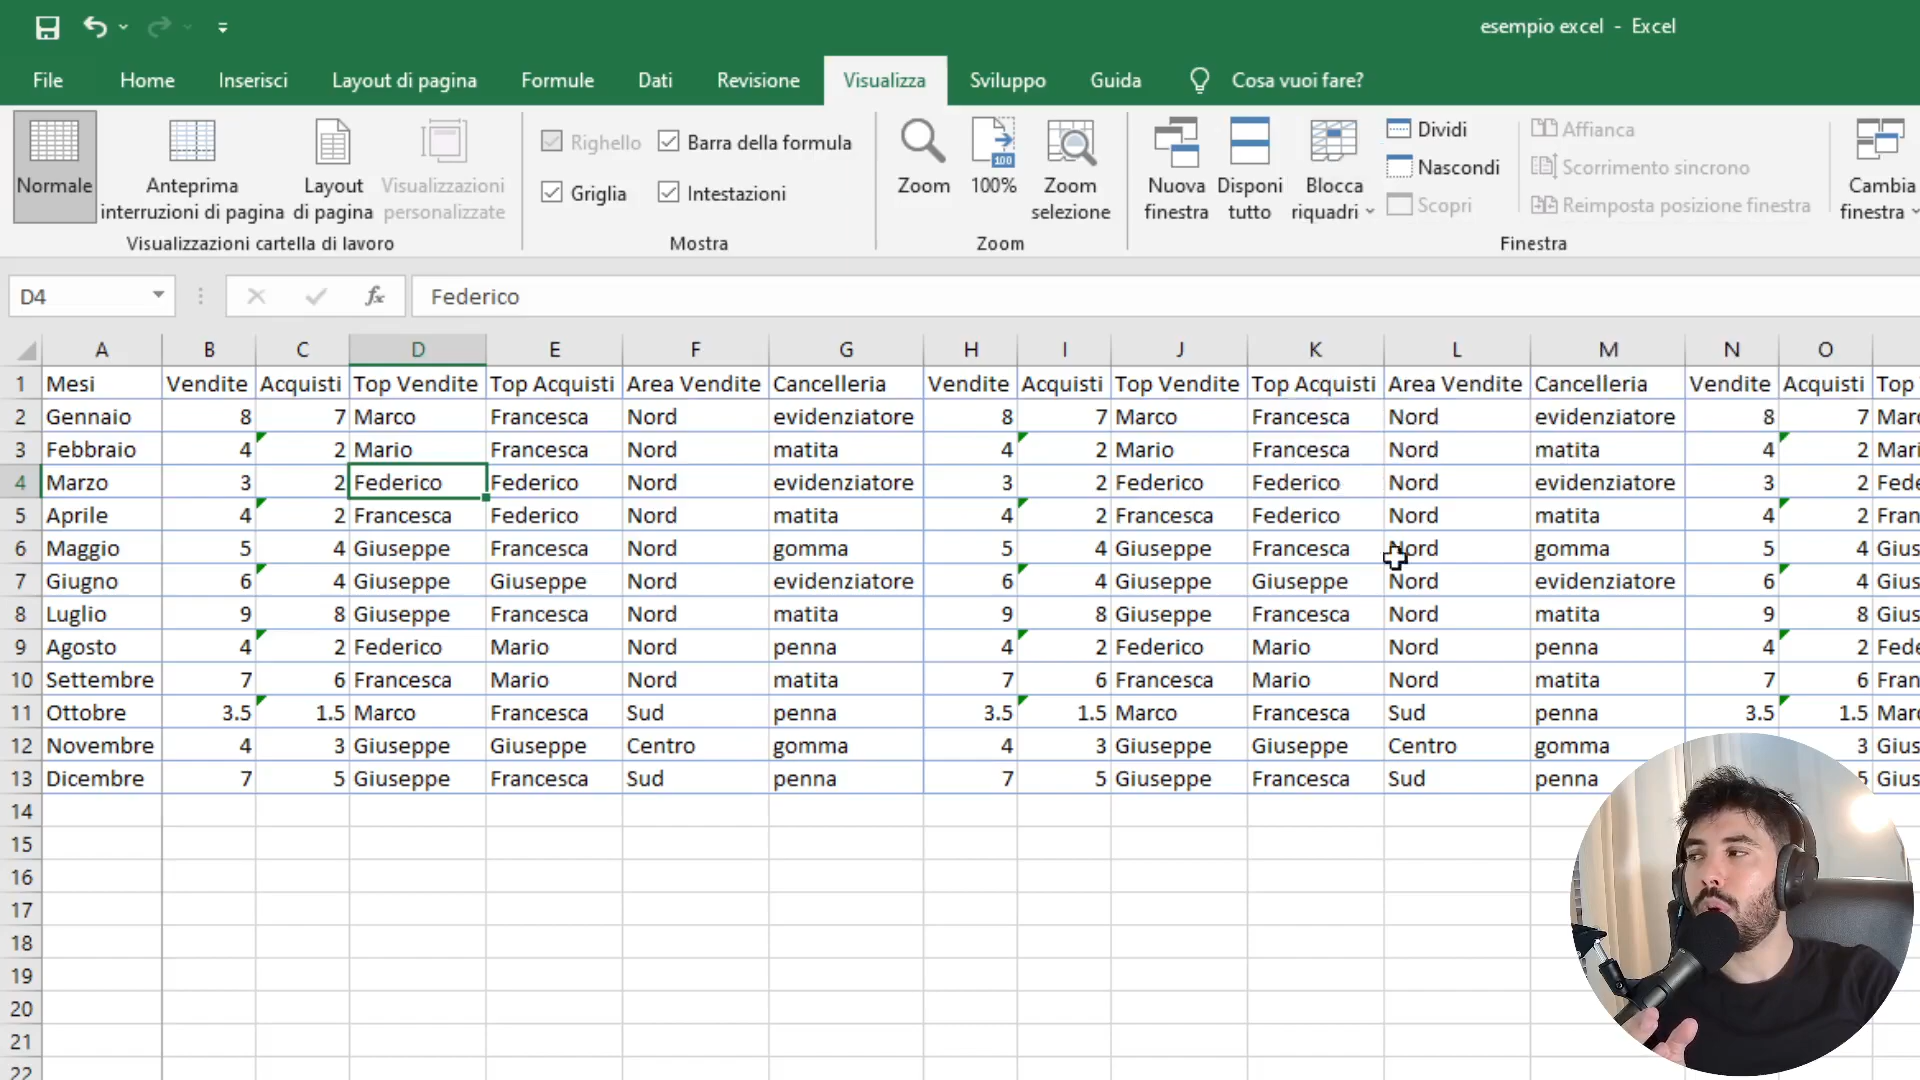 esempio excel - Excel
File Home Inserisci Layout di pagina Formule Dati Revisione Visualizza Sviluppo Guida Cosa vuoi fare?
Normale
Anteprima interruzioni di pagina
Layout di pagina
Visualizzazioni personalizzate
Visualizzazioni cartella di lavoro
Righello Barra della formula
Griglia Intestazioni
Mostra
Zoom
100
100%
Zoom selezione
Zoom
Nuova finestra
Disponi tutto
Blocca riquadri
Dividi
Nascondi
Scopri
Affianca
Scorrimento sincrono
Reimposta posizione finestra
Cambia finestra
Finestra
D4 fx Federico
A B C D E F G H I J K L M N O
1 Mesi Vendite Acquisti Top Vendite Top Acquisti Area Vendite Cancelleria Vendite Acquisti Top Vendite Top Acquisti Area Vendite Cancelleria Vendite Acquisti Top
2 Gennaio 8 7 Marco Francesca Nord evidenziatore 8 7 Marco Francesca Nord evidenziatore 8 7
3 Febbraio 4 2 Mario Francesca Nord matita 4 2 Mario Francesca Nord matita 4 2
4 Marzo 3 2 Federico Federico Nord evidenziatore 3 2 Federico Federico Nord evidenziatore 3 2
5 Aprile 4 2 Francesca Federico Nord matita 4 2 Francesca Federico Nord matita 4 2
6 Maggio 5 4 Giuseppe Francesca Nord gomma 5 4 Giuseppe Francesca Nord gomma 5 4
7 Giugno 6 4 Giuseppe Giuseppe Nord evidenziatore 6 4 Giuseppe Giuseppe Nord evidenziatore 6 4
8 Luglio 9 8 Giuseppe Francesca Nord matita 9 8 Giuseppe Francesca Nord matita 9 8
9 Agosto 4 2 Federico Mario Nord penna 4 2 Federico Mario Nord penna 4 2
10 Settembre 7 6 Francesca Mario Nord matita 7 6 Francesca Mario Nord matita 7 6
11 Ottobre 3.5 1.5 Marco Francesca Sud penna 3.5 1.5 Marco Francesca Sud penna 3.5 1.5
12 Novembre 4 3 Giuseppe Giuseppe Centro gomma 4 3 Giuseppe Giuseppe Centro gomma 3
13 Dicembre 7 5 Giuseppe Francesca Sud penna 7 5 Giuseppe Francesca Sud penna 5
14
15
16
17
18
19
20
21
22